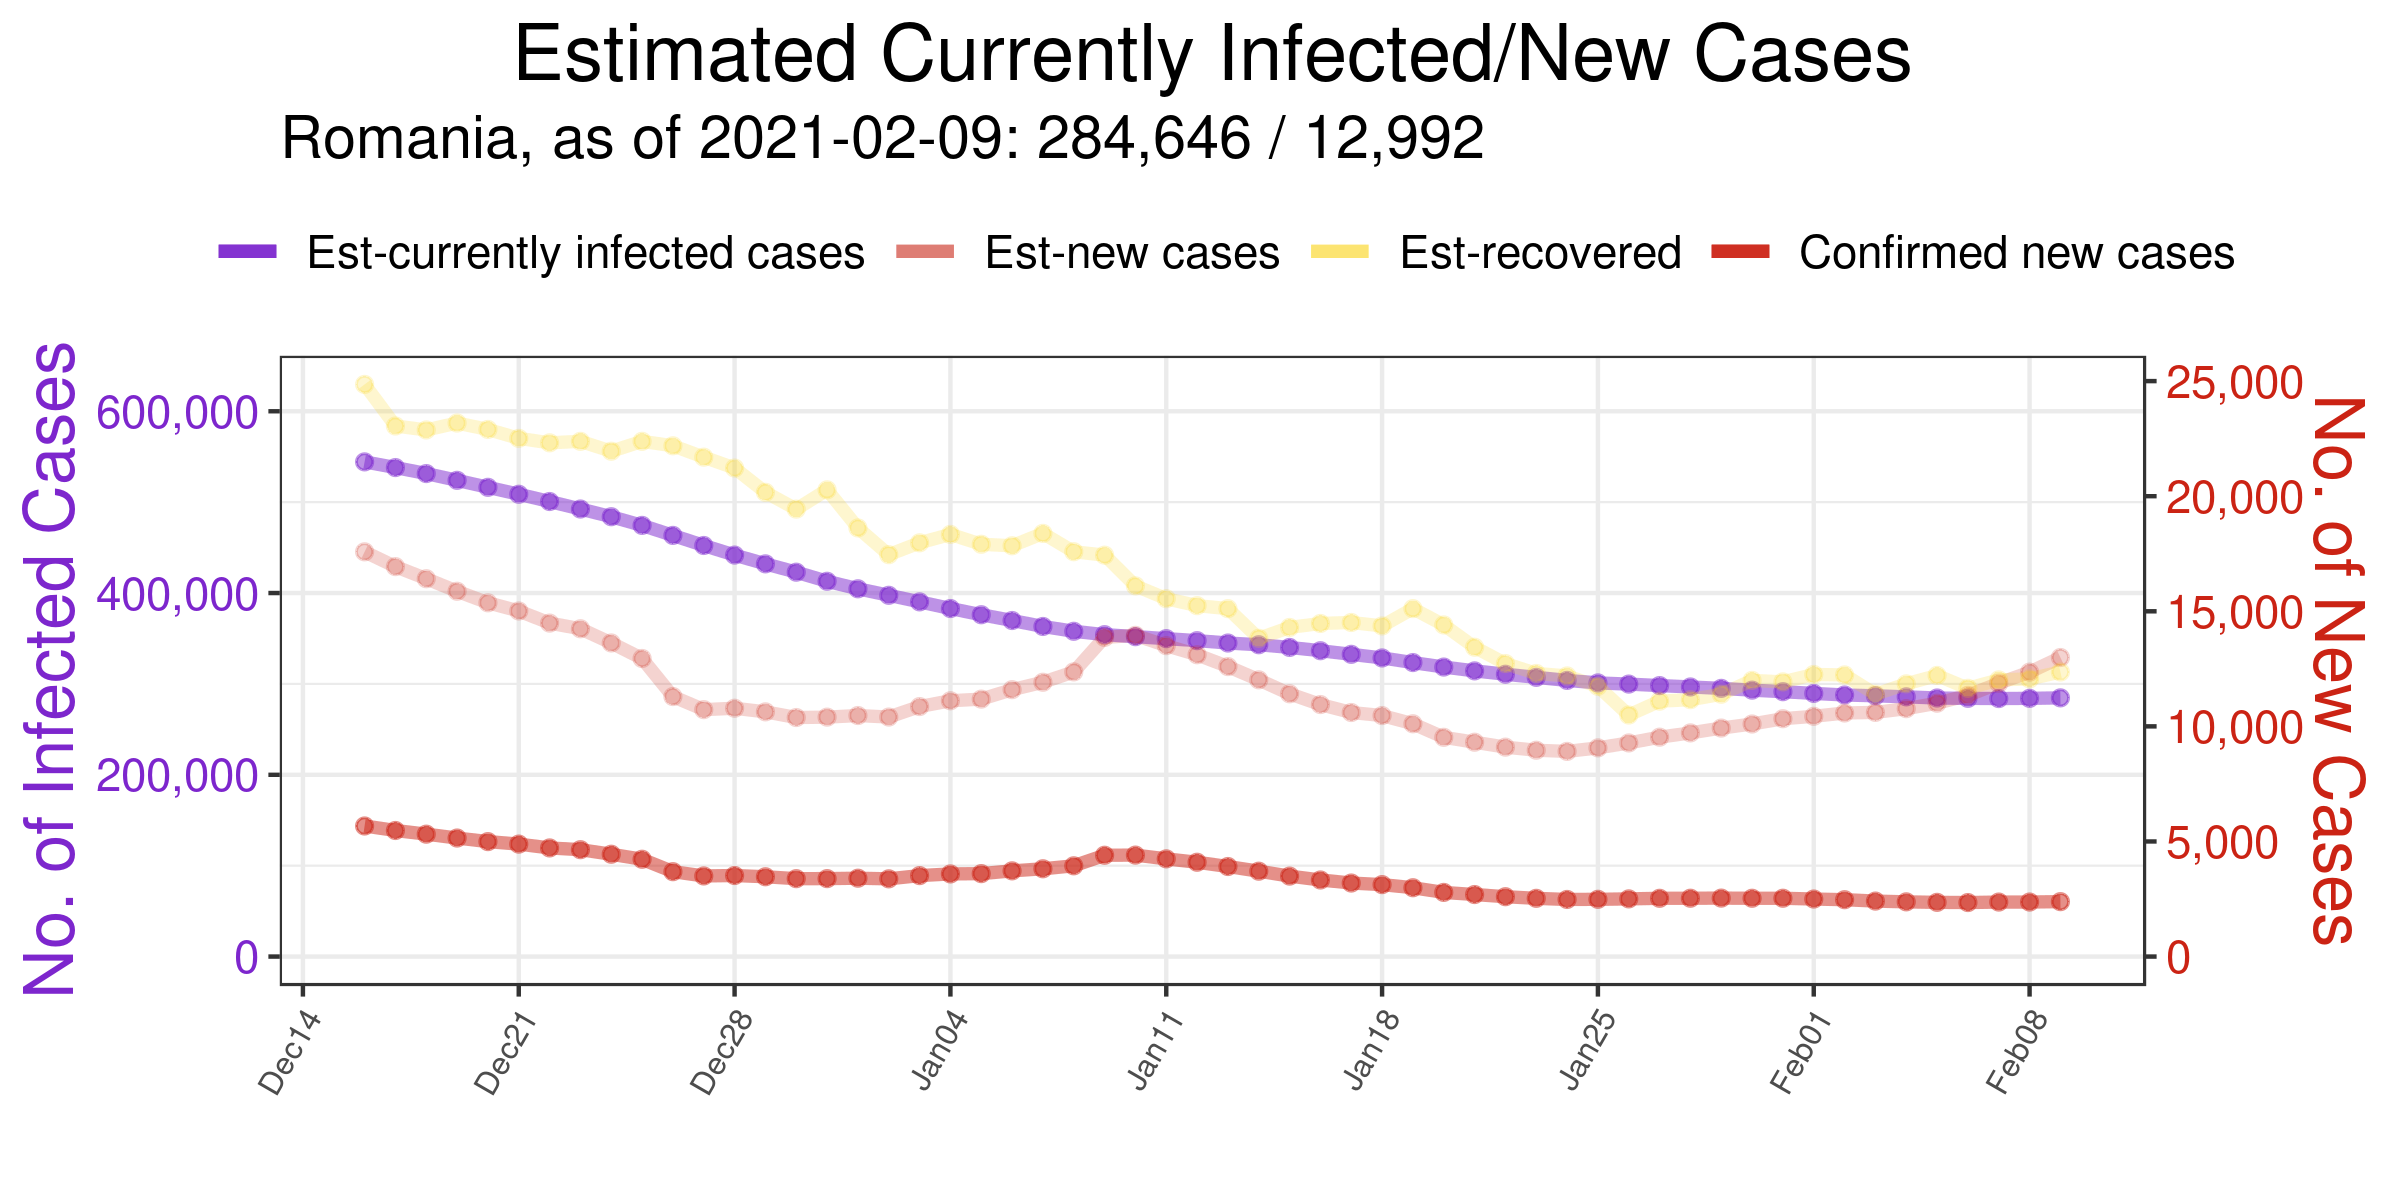 Estimated Currently Infected/New Cases
Romania, as of 2021-02-09: 284,646 / 12,992
Est-currently infected cases Est-new cases Est-recovered Confirmed new cases
No. of Infected Cases
600,000
400,000
200,000
0
25,000
20,000
15,000
10,000
5,000
0
No. of New Cases
Dec14 Dec21 Dec28 Jan04 Jan11 Jan18 Jan25 Feb01 Feb08